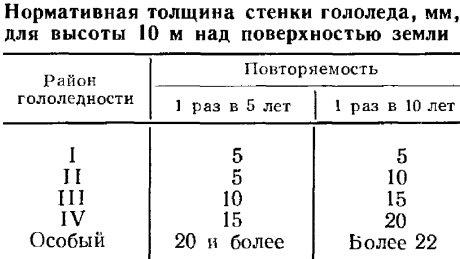 Нормативная толщина стенки гололеда, мм,
для высоты 10 м над поверхностью земли
Район гололедности
Повторяемость
1 раз в 5 лет
1 раз в 10 лет
I 5 5
II 5 10
III 10 15
IV 15 20
Особый 20 и более Более 22